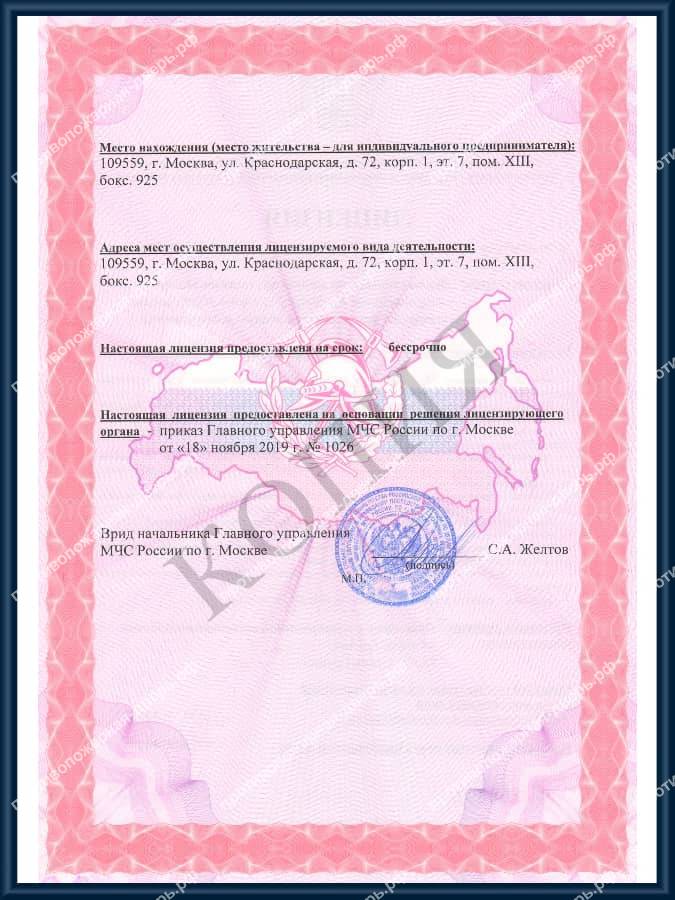 Место нахождения (место жительства – для индивидуального предпринимателя):
109559, г. Москва, ул. Краснодарская, д. 72, корп. 1, эт. 7, пом. XIII,
бокс. 925
Адреса мест осуществления лицензируемого вида деятельности:
109559, г. Москва, ул. Краснодарская, д. 72, корп. 1, эт. 7, пом. XIII,
бокс. 925
Настоящая лицензия предоставлена на срок: бессрочно
Настоящая лицензия предоставлена на основании решения лицензирующего
органа - приказ Главного управления МЧС России по г. Москве
от «18» ноября 2019 г. № 1026
КОПИЯ
Врид начальника Главного управления
МЧС России по г. Москве
С.А. Желтов
(подпись)
М.П.